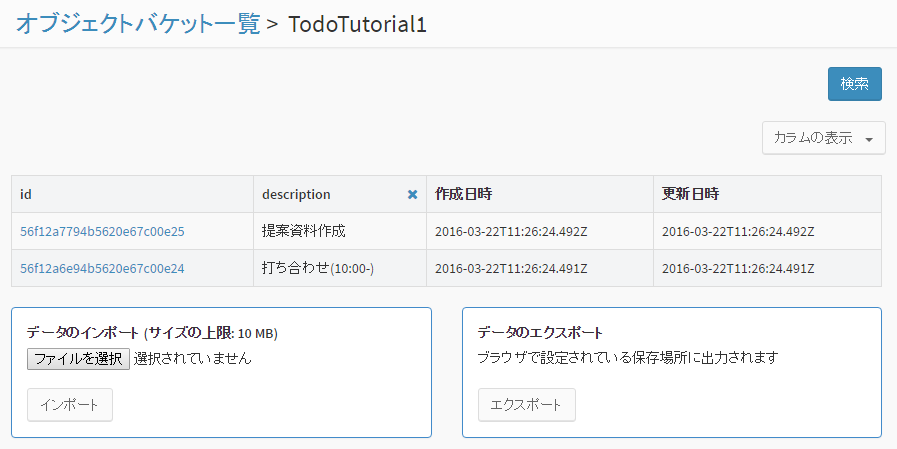 オブジェクトバケット一覧 > TodoTutorial1
検索
カラムの表示
id description 作成日時 更新日時
56f12a7794b5620e67c00e25 提案資料作成 2016-03-22T11:26:24.492Z 2016-03-22T11:26:24.492Z
56f12a6e94b5620e67c00e24 打ち合わせ(10:00-) 2016-03-22T11:26:24.491Z 2016-03-22T11:26:24.491Z
データのインポート (サイズの上限: 10 MB)
ファイルを選択 選択されていません
インポート
データのエクスポート
ブラウザで設定されている保存場所に出力されます
エクスポート